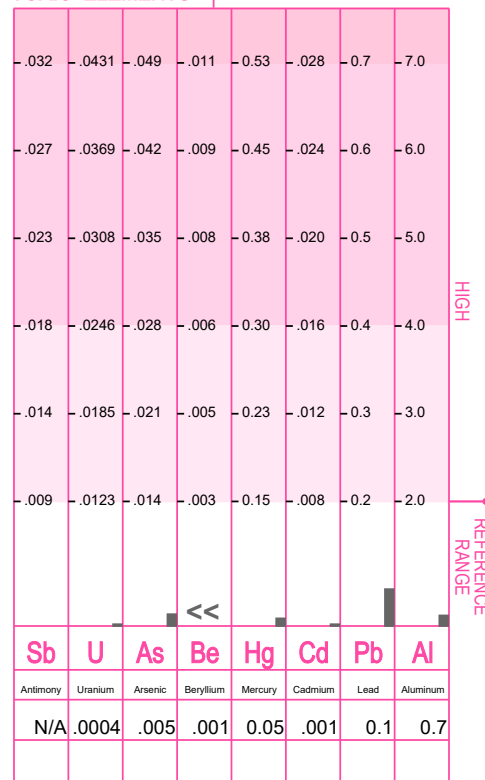 .032 .0431 .049 .011 0.53 .028 0.7 7.0
.027 .0369 .042 .009 0.45 .024 0.6 6.0
.023 .0308 .035 .008 0.38 .020 0.5 5.0
.018 .0246 .028 .006 0.30 .016 0.4 4.0
.014 .0185 .021 .005 0.23 .012 0.3 3.0
.009 .0123 .014 .003 0.15 .008 0.2 2.0
HIGH
REFERENCE
RANGE
<<
Sb U As Be Hg Cd Pb Al
Antimony Uranium Arsenic Beryllium Mercury Cadmium Lead Aluminum
N/A .0004 .005 .001 0.05 .001 0.1 0.7